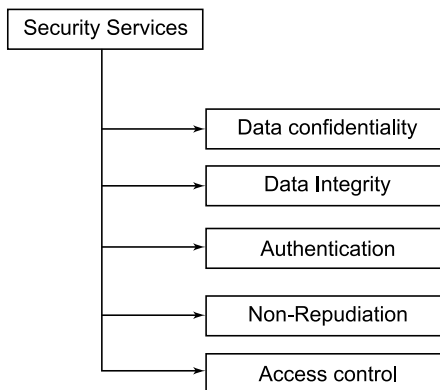 Security Services
Data confidentiality
Data Integrity
Authentication
Non-Repudiation
Access control